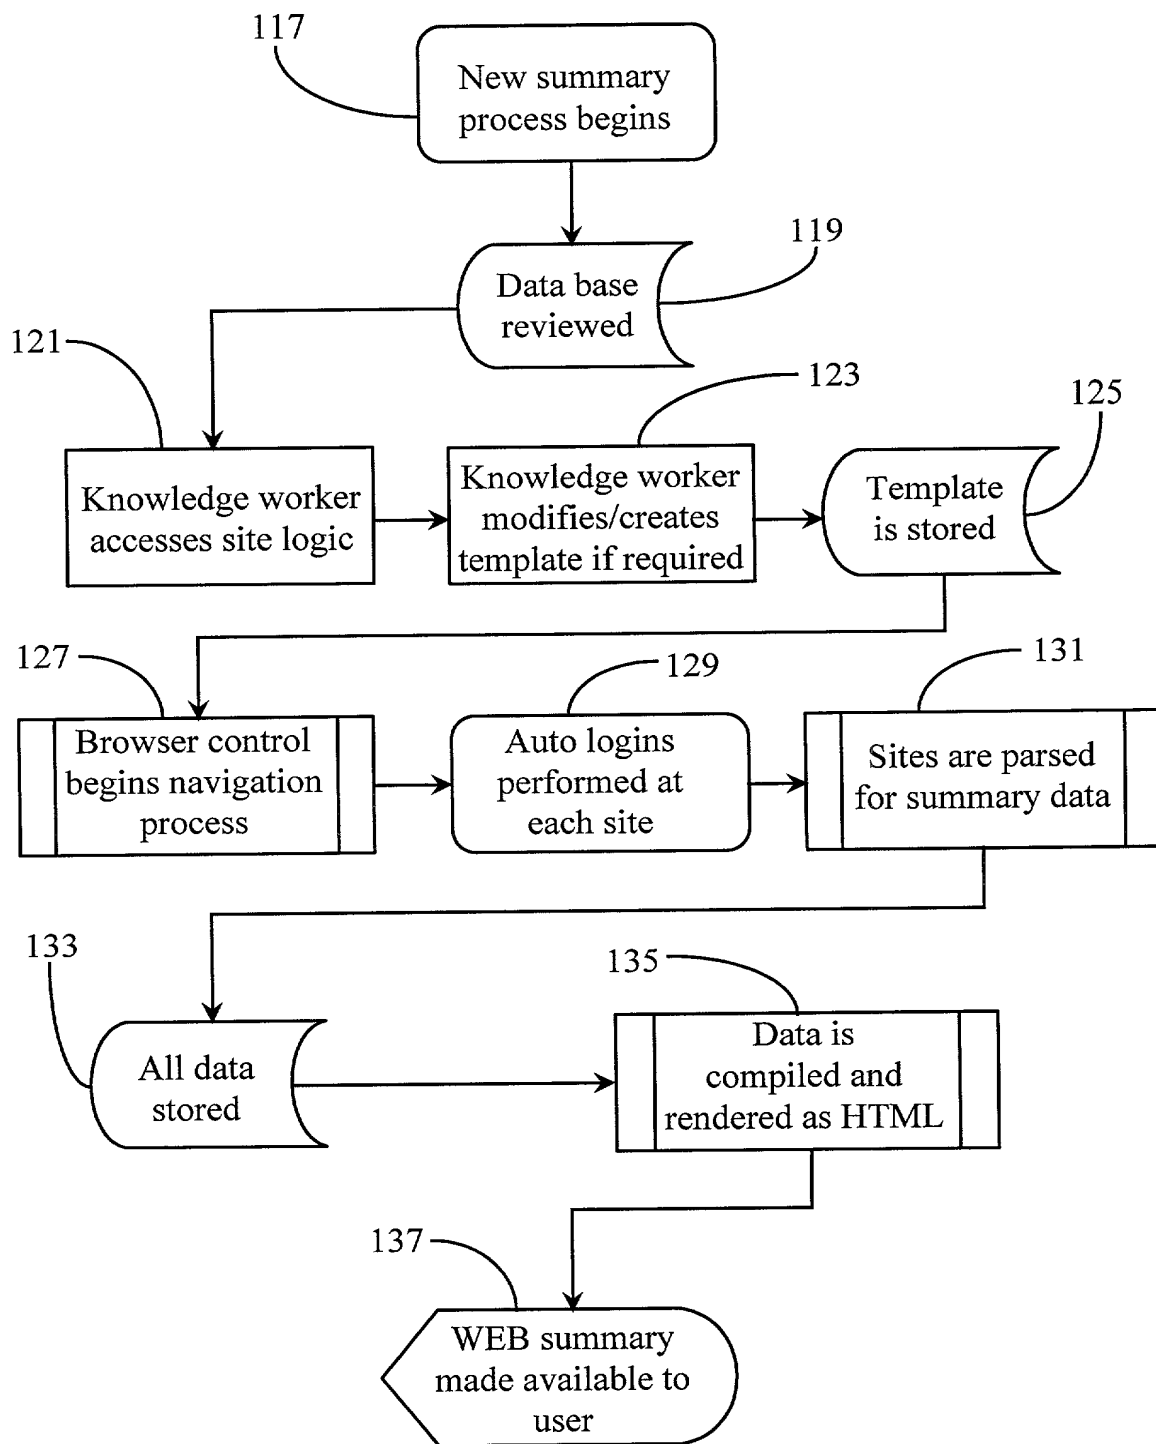 117
New summary
process begins
119
Data base
reviewed
121
123
125
Knowledge worker
accesses site logic
Knowledge worker
modifies/creates
template if required
Template
is stored
127
129
131
Browser control
begins navigation
process
Auto logins
performed at
each site
Sites are parsed
for summary data
133
135
All data
stored
Data is
compiled and
rendered as HTML
137
WEB summary
made available to
user